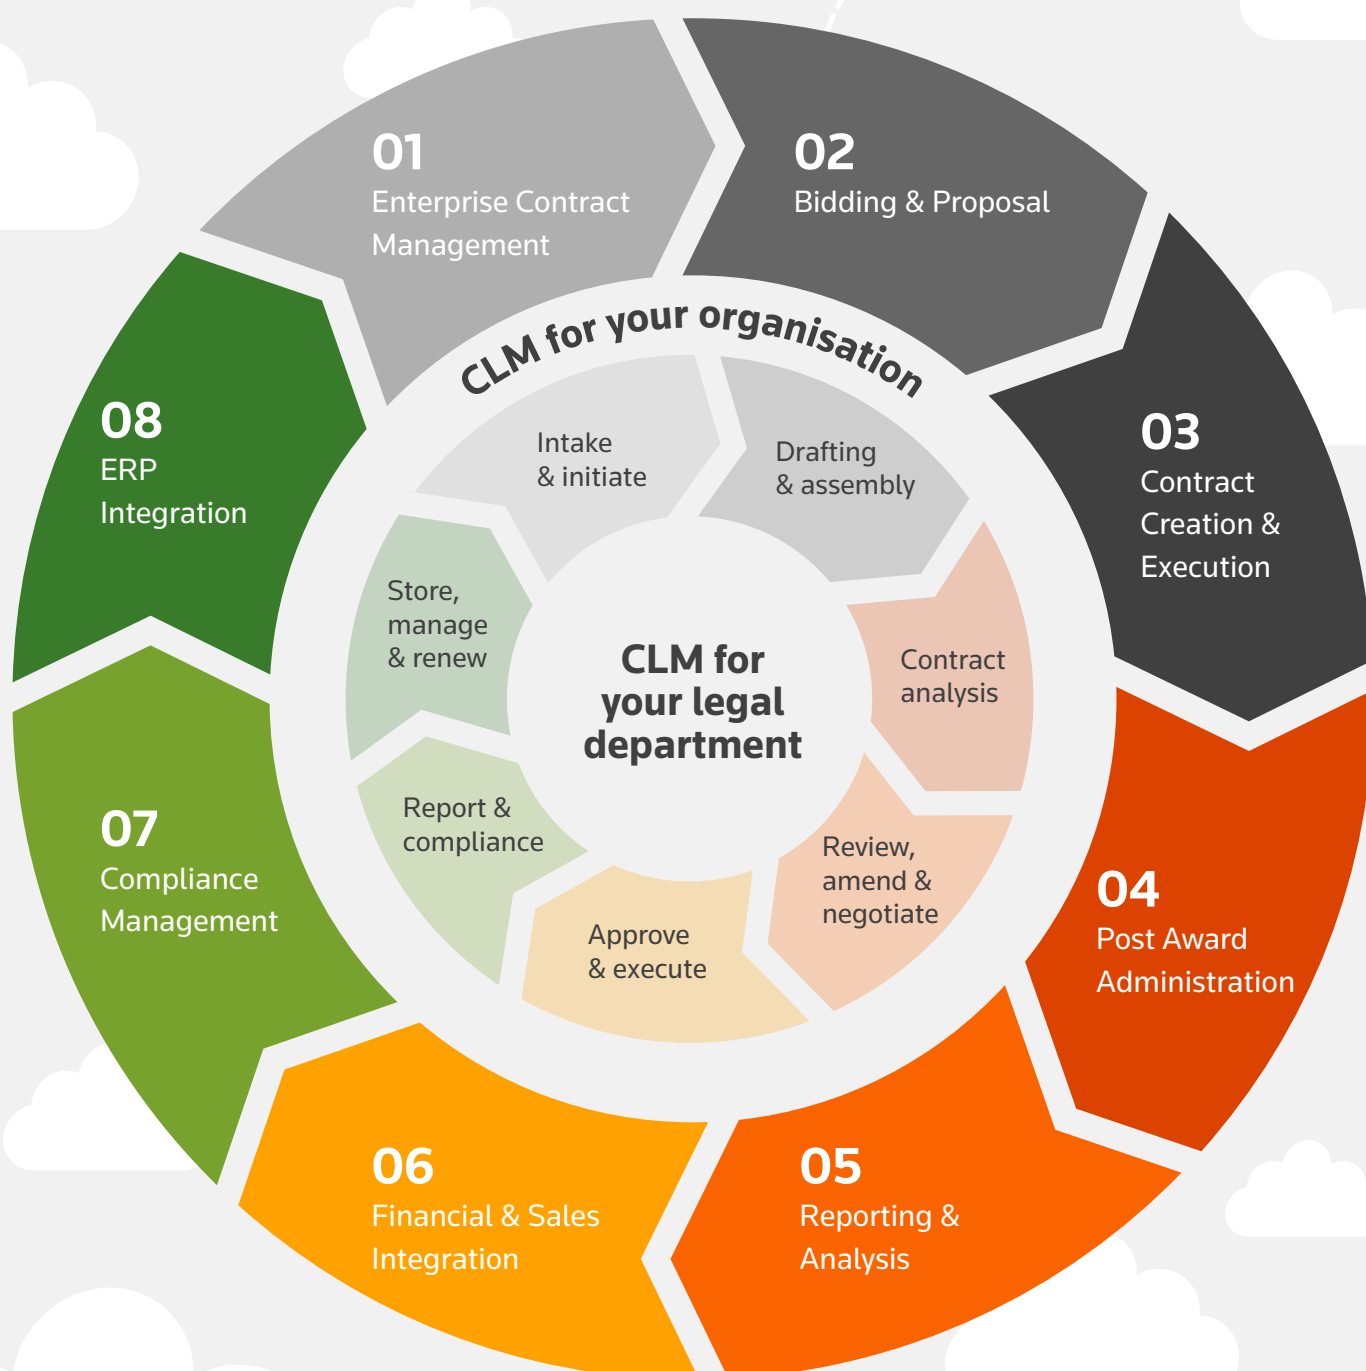 01
Enterprise Contract
Management
02
Bidding & Proposal
03
Contract
Creation &
Execution
04
Post Award
Administration
05
Reporting &
Analysis
06
Financial & Sales
Integration
07
Compliance
Management
08
ERP
Integration
CLM for your organisation
Intake
& initiate
Drafting
& assembly
Contract
analysis
Review,
amend &
negotiate
Approve
& execute
Report &
compliance
Store,
manage
& renew
CLM for
your legal
department